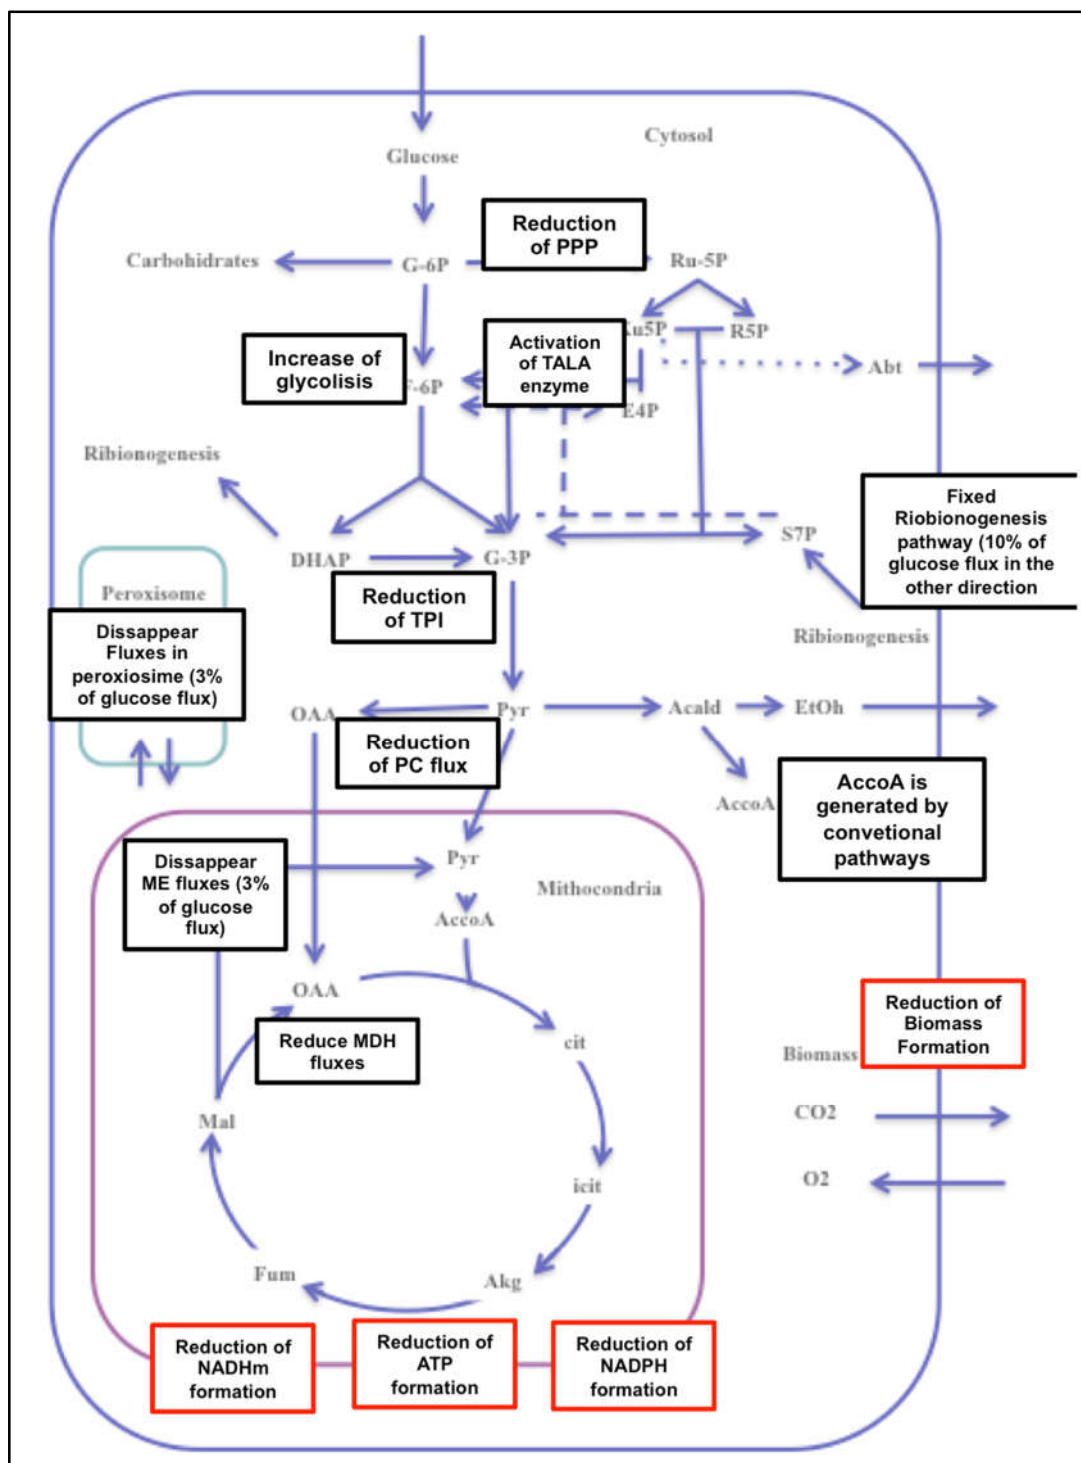 Cytosol
Glucose
Reduction
of PPP
Carbohidrates
G-6P
Ru-5P
Increase of
glycolisis
Activation
of TALA
enzyme
Xu5P
R5P
Abt
F-6P
E4P
Ribionogenesis
Fixed
Riobionogenesis
pathway (10% of
glucose flux in the
other direction
S7P
DHAP
G-3P
Reduction
of TPI
Peroxisome
Dissappear
Fluxes in
peroxiosime (3%
of glucose flux)
Ribionogenesis
OAA
Pyr
Acald
EtOh
Reduction
of PC flux
AccoA
AccoA is
generated by
convetional
pathways
Dissappear
ME fluxes (3%
of glucose
flux)
Pyr
Mithocondria
AccoA
OAA
Reduce MDH
fluxes
cit
Reduction of
Biomass
Formation
Biomass
Mal
CO2
icit
O2
Fum
Akg
Reduction of
NADHm
formation
Reduction of
ATP
formation
Reduction of
NADPH
formation